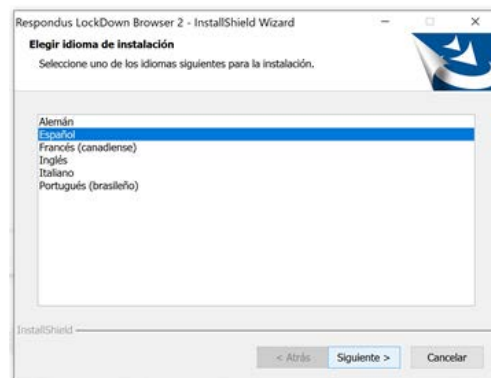 Respondus LockDown Browser 2 - InstallShield Wizard
Elegir idioma de instalación
Seleccione uno de los idiomas siguientes para la instalación.
Alemán
Español
Francés (canadiense)
Inglés
Italiano
Portugués (brasileño)
InstallShield
< Atrás
Siguiente >
Cancelar